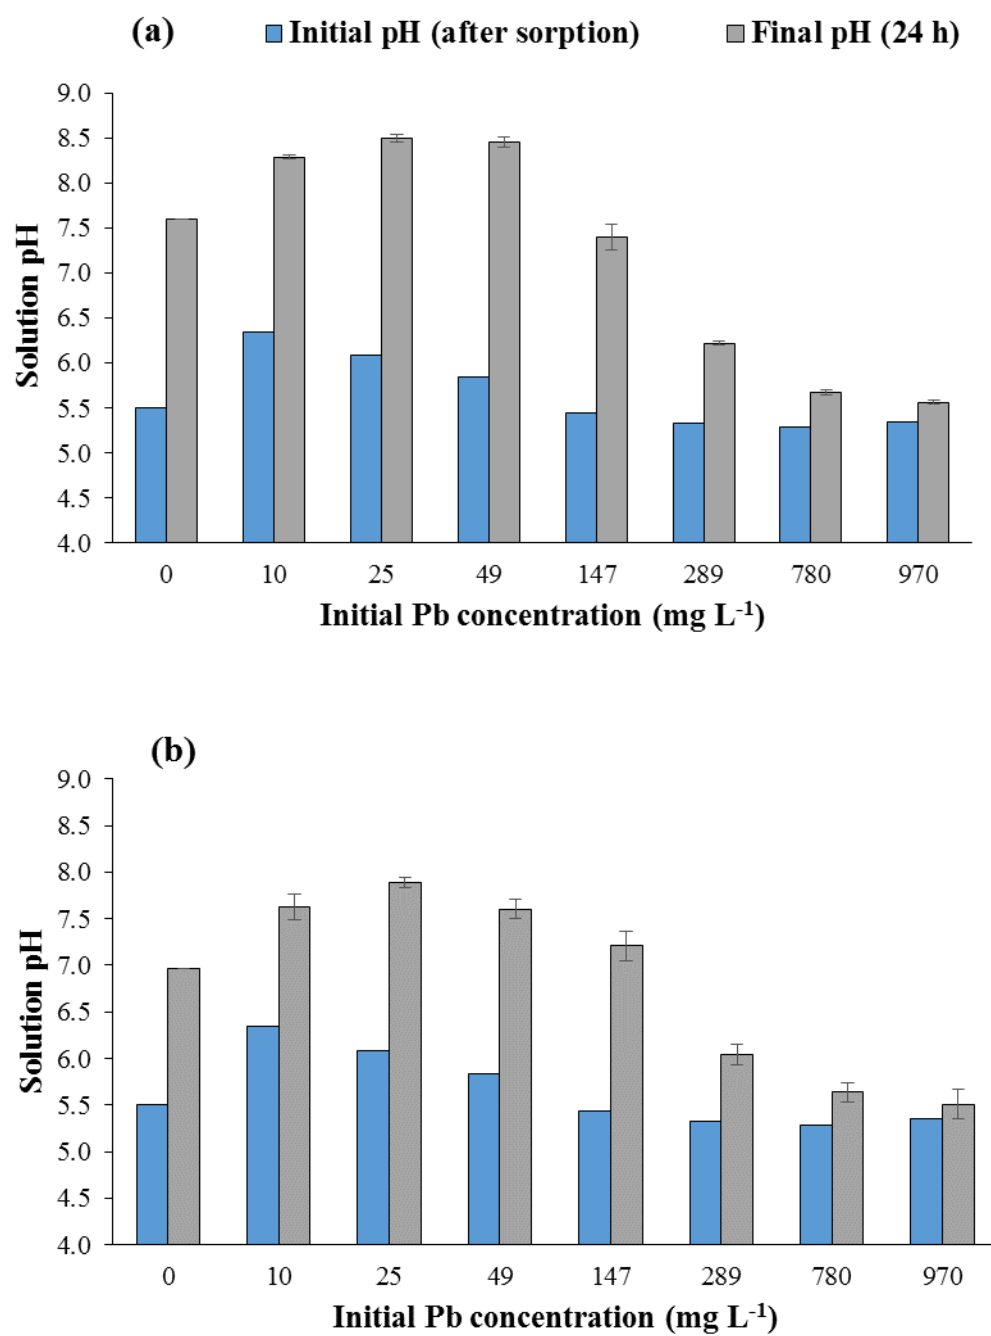 (a)
Initial pH (after sorption) Final pH (24 h)
9.0
8.5
8.0
7.5
7.0
6.5
6.0
5.5
5.0
4.5
4.0
Solution pH
0 10 25 49 147 289 780 970
Initial Pb concentration (mg L⁻¹)
(b)
9.0
8.5
8.0
7.5
7.0
6.5
6.0
5.5
5.0
4.5
4.0
Solution pH
0 10 25 49 147 289 780 970
Initial Pb concentration (mg L⁻¹)